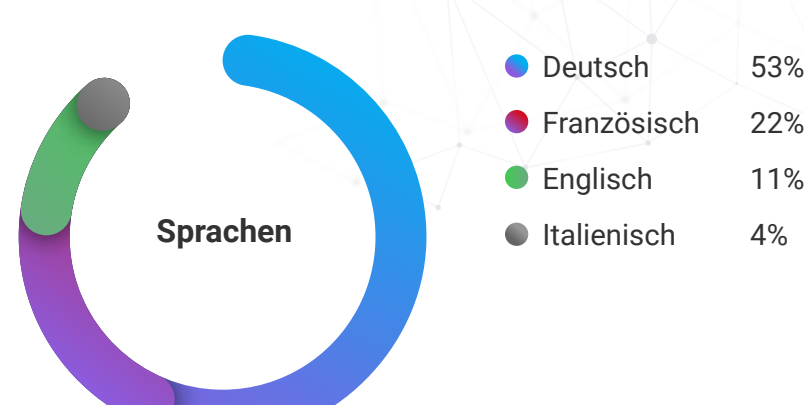 Sprachen
Deutsch 53%
Französisch 22%
Englisch 11%
Italienisch 4%